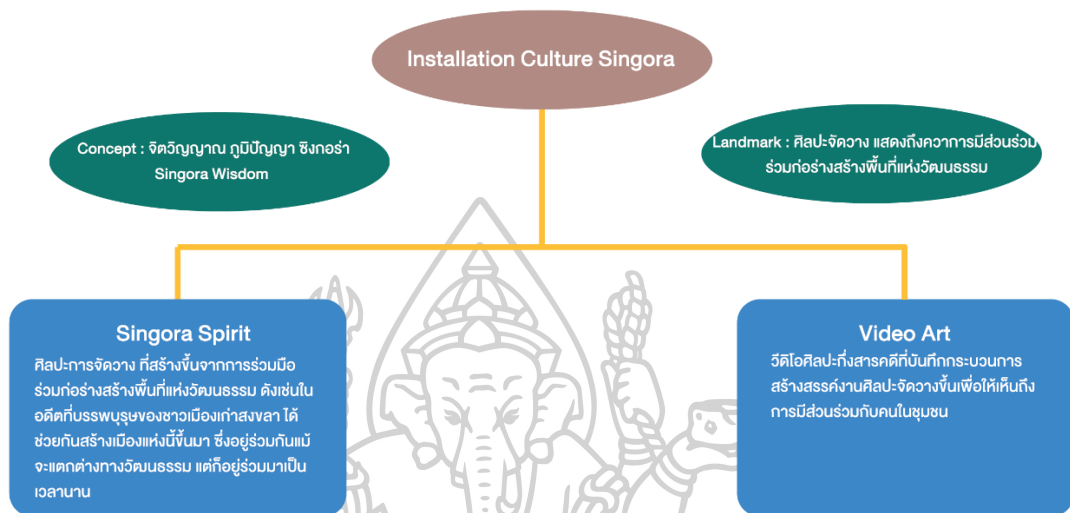 Installation Culture Singora
Concept : จิตวิญญาณ ภูมิปัญญา ซิงกอร่า
Singora Wisdom
Landmark : ศิลปะจัดวาง แสดงถึงควาการมีส่วนร่วม
ร่วมก่อร่างสร้างพื้นที่แห่งวัฒนธรรม
Singora Spirit
ศิลปะการจัดวาง ที่สร้างขึ้นจากการร่วมมือ
ร่วมก่อร่างสร้างพื้นที่แห่งวัฒนธรรม ดังเช่นใน
อดีตที่บรรพบุรุษของชาวเมืองเก่าสงขลา ได้
ช่วยกันสร้างเมืองแห่งนี้ขึ้นมา ซึ่งอยู่ร่วมกันแม้
จะแตกต่างทางวัฒนธรรม แต่ก็อยู่ร่วมมาเป็น
เวลานาน
Video Art
วีดิโอศิลปะกึ่งสารคดีที่บันทึกกระบวนการ
สร้างสรรค์งานศิลปะจัดวางขึ้นเพื่อให้เห็นถึง
การมีส่วนร่วมกับคนในชุมชน